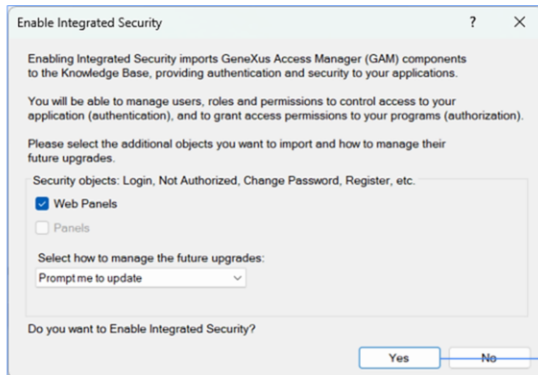 Enable Integrated Security
Enabling Integrated Security imports GeneXus Access Manager (GAM) components
to the Knowledge Base, providing authentication and security to your applications.
You will be able to manage users, roles and permissions to control access to your
application (authentication), and to grant access permissions to your programs (authorization).
Please select the additional objects you want to import and how to manage their
future upgrades.
Security objects: Login, Not Authorized, Change Password, Register, etc.
Web Panels
Panels
Select how to manage the future upgrades:
Prompt me to update
Do you want to Enable Integrated Security?
Yes
No